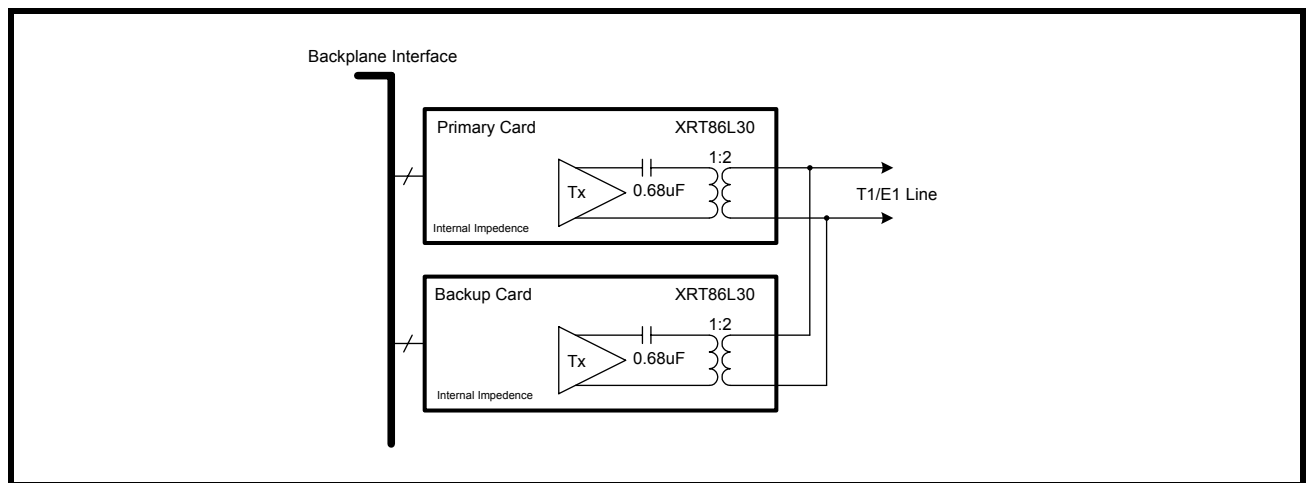 Backplane Interface
Primary Card
XRT86L30
1:2
Tx
0.68uF
T1/E1 Line
Internal Impedence
Backup Card
XRT86L30
1:2
Tx
0.68uF
Internal Impedence